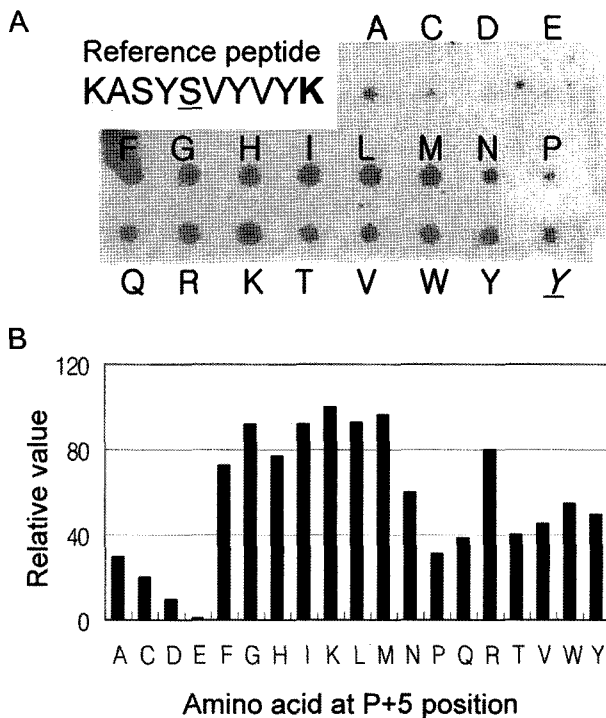 A
A C D E
Reference peptide
KASYSVYVYK
F G H I L M N P
Q R K T V W Y Y
B
120
80
40
0
Relative value
A C D E F G H I K L M N P Q R T V W Y
Amino acid at P+5 position